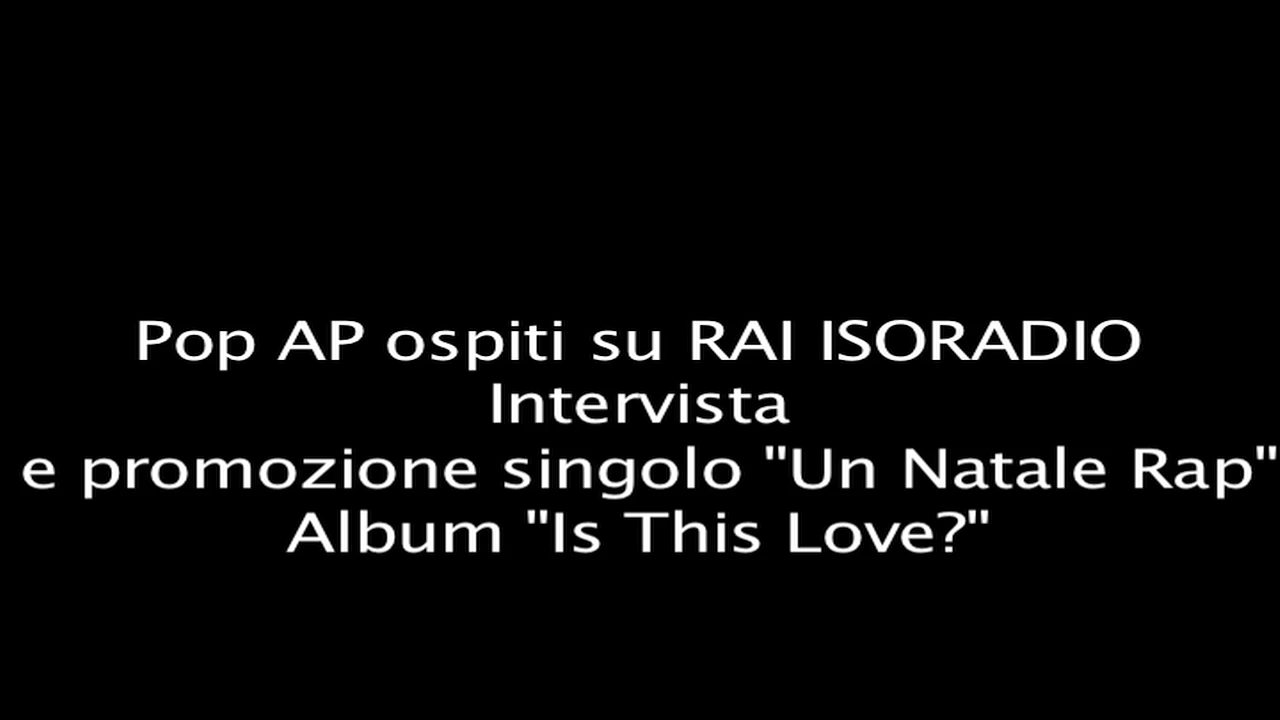 Pop AP ospiti su RAI ISORADIO
Intervista
e promozione singolo "Un Natale Rap"
Album "Is This Love?"